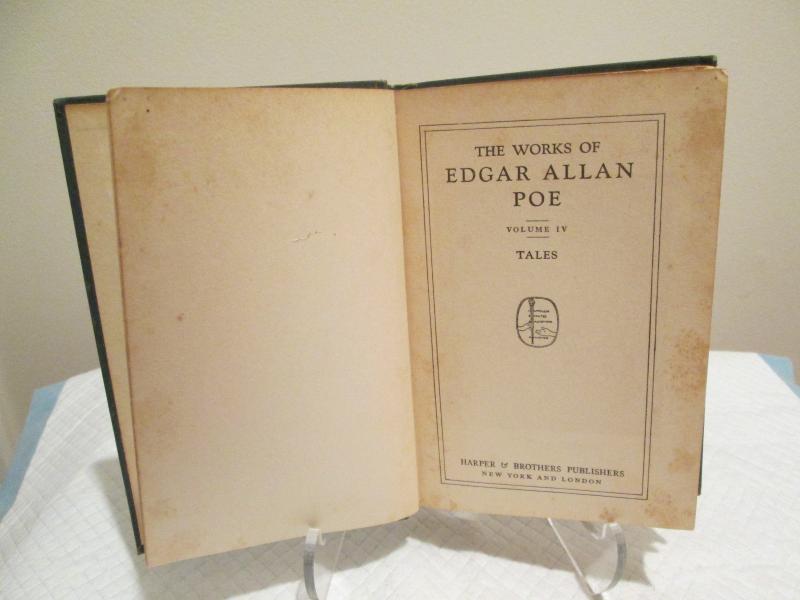 THE WORKS OF
EDGAR ALLAN
POE
VOLUME IV
TALES
HARPER & BROTHERS PUBLISHERS
NEW YORK AND LONDON